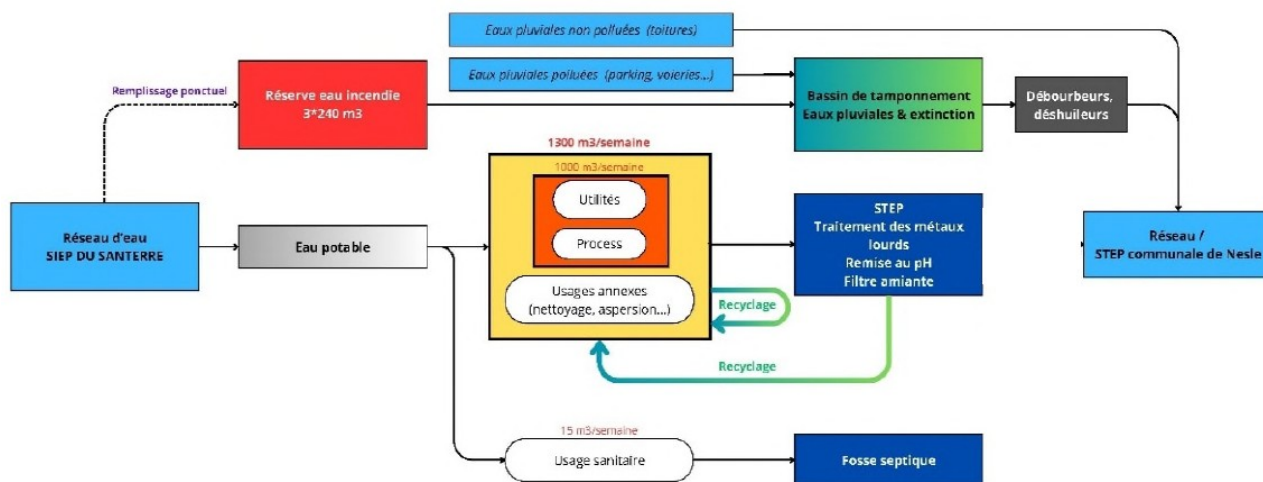 Eaux pluviales non polluées (toitures)
Eaux pluviales polluées (parking, voieries...)
Remplissage ponctuel
Réserve eau incendie
3*240 m3
Bassin de tamponnement
Eaux pluviales & extinction
Débourbeurs,
déshuileurs
1300 m3/semaine
1000 m3/semaine
Utilités
Process
Usages annexes
(nettoyage, aspersion...)
Réseau d'eau
SIEP DU SANTERRE
Eau potable
STEP
Traitement des métaux
lourds
Remise au pH
Filtre amiante
Réseau /
STEP communale de Nesle
Recyclage
Recyclage
15 m3/semaine
Usage sanitaire
Fosse septique